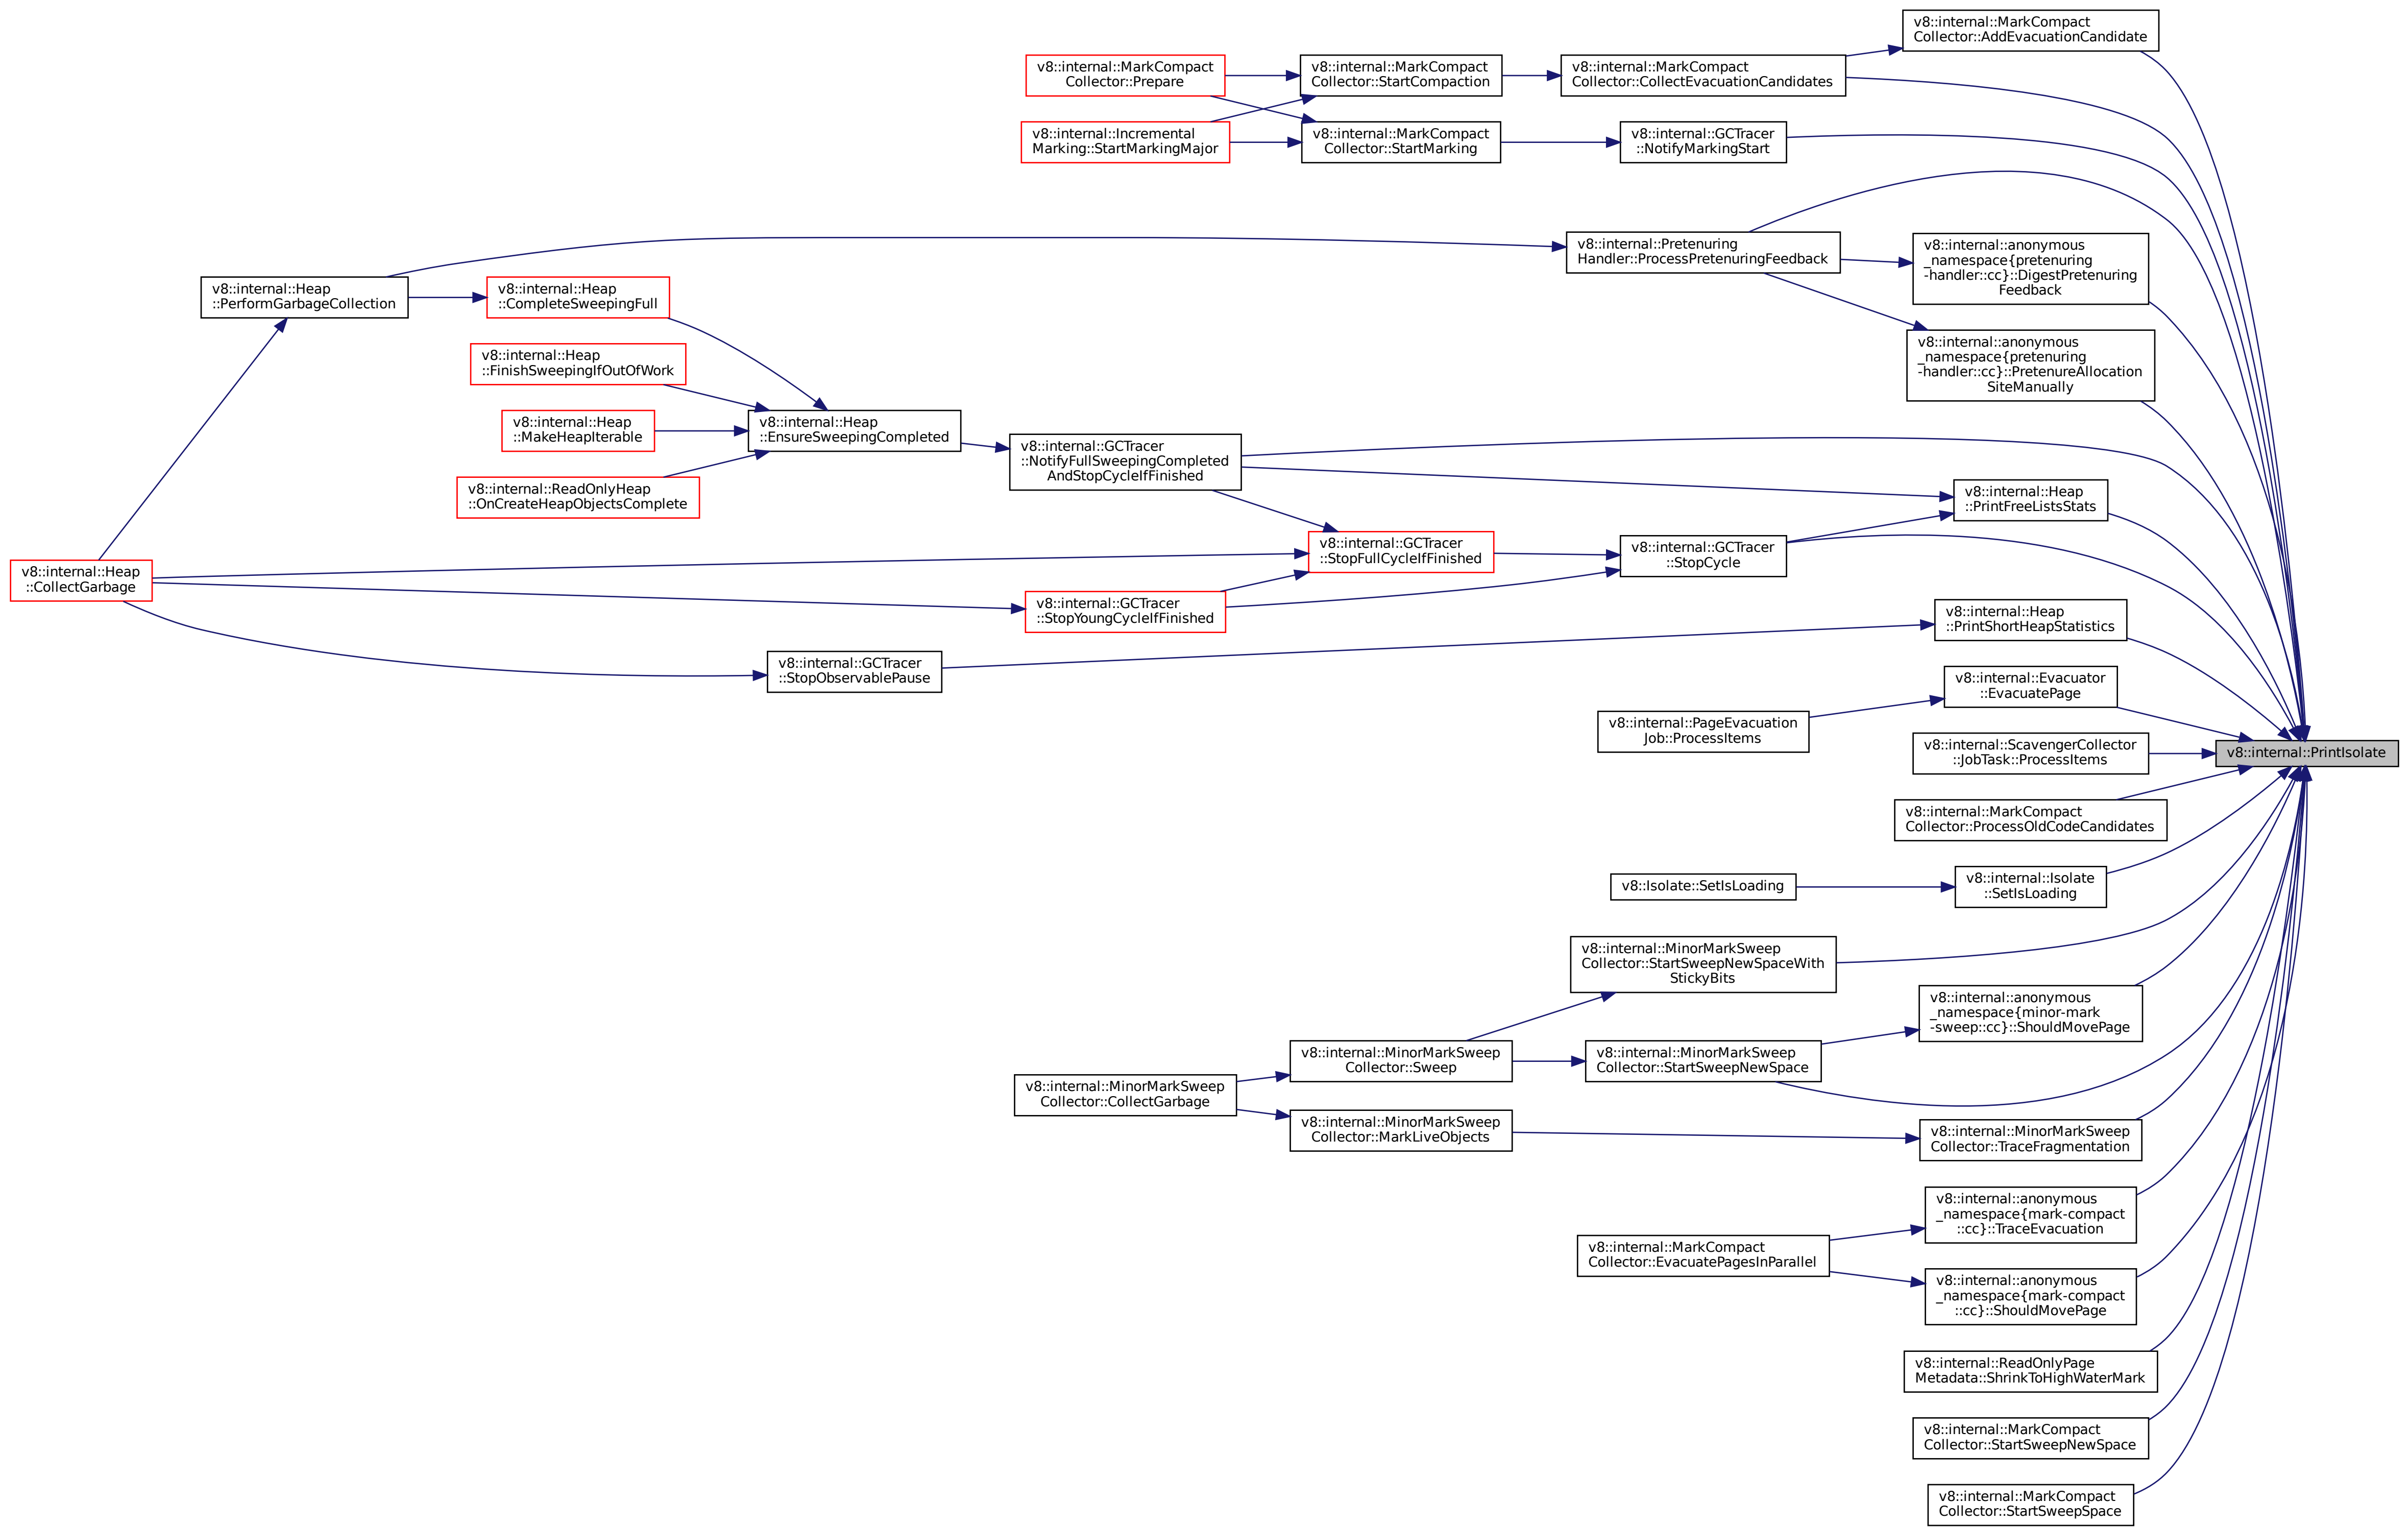 v8::internal::MarkCompact
Collector::AddEvacuationCandidate
v8::internal::MarkCompact
Collector::Prepare
v8::internal::MarkCompact
Collector::StartCompaction
v8::internal::MarkCompact
Collector::CollectEvacuationCandidates
v8::internal::Incremental
Marking::StartMarkingMajor
v8::internal::MarkCompact
Collector::StartMarking
v8::internal::GCTracer
::NotifyMarkingStart
v8::internal::Pretenuring
Handler::ProcessPretenuringFeedback
v8::internal::anonymous
_namespace{pretenuring
-handler::cc}::DigestPretenuring
Feedback
v8::internal::Heap
::PerformGarbageCollection
v8::internal::Heap
::CompleteSweepingFull
v8::internal::anonymous
_namespace{pretenuring
-handler::cc}::PretenureAllocation
SiteManually
v8::internal::Heap
::FinishSweepingIfOutOfWork
v8::internal::Heap
::MakeHeapIterable
v8::internal::Heap
::EnsureSweepingCompleted
v8::internal::GCTracer
::NotifyFullSweepingCompleted
AndStopCycleIfFinished
v8::internal::ReadOnlyHeap
::OnCreateHeapObjectsComplete
v8::internal::Heap
::PrintFreeListsStats
v8::internal::GCTracer
::StopFullCycleIfFinished
v8::internal::GCTracer
::StopCycle
v8::internal::Heap
::CollectGarbage
v8::internal::GCTracer
::StopYoungCycleIfFinished
v8::internal::Heap
::PrintShortHeapStatistics
v8::internal::GCTracer
::StopObservablePause
v8::internal::Evacuator
::EvacuatePage
v8::internal::PageEvacuation
Job::ProcessItems
v8::internal::ScavengerCollector
::JobTask::ProcessItems
v8::internal::PrintIsolate
v8::internal::MarkCompact
Collector::ProcessOldCodeCandidates
v8::Isolate::SetIsLoading
v8::internal::Isolate
::SetIsLoading
v8::internal::MinorMarkSweep
Collector::StartSweepNewSpaceWith
StickyBits
v8::internal::anonymous
_namespace{minor-mark
-sweep::cc}::ShouldMovePage
v8::internal::MinorMarkSweep
Collector::Sweep
v8::internal::MinorMarkSweep
Collector::StartSweepNewSpace
v8::internal::MinorMarkSweep
Collector::CollectGarbage
v8::internal::MinorMarkSweep
Collector::MarkLiveObjects
v8::internal::MinorMarkSweep
Collector::TraceFragmentation
v8::internal::anonymous
_namespace{mark-compact
::cc}::TraceEvacuation
v8::internal::MarkCompact
Collector::EvacuatePagesInParallel
v8::internal::anonymous
_namespace{mark-compact
::cc}::ShouldMovePage
v8::internal::ReadOnlyPage
Metadata::ShrinkToHighWaterMark
v8::internal::MarkCompact
Collector::StartSweepNewSpace
v8::internal::MarkCompact
Collector::StartSweepSpace